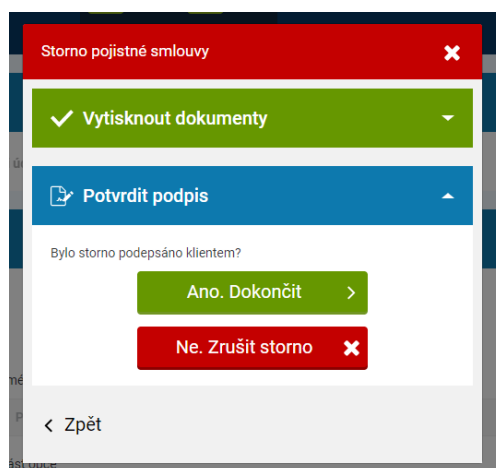 Storno pojistné smlouvy
Vytisknout dokumenty
Potvrdit podpis
Bylo storno podepsáno klientem?
Ano. Dokončit
Ne. Zrušit storno
Zpět